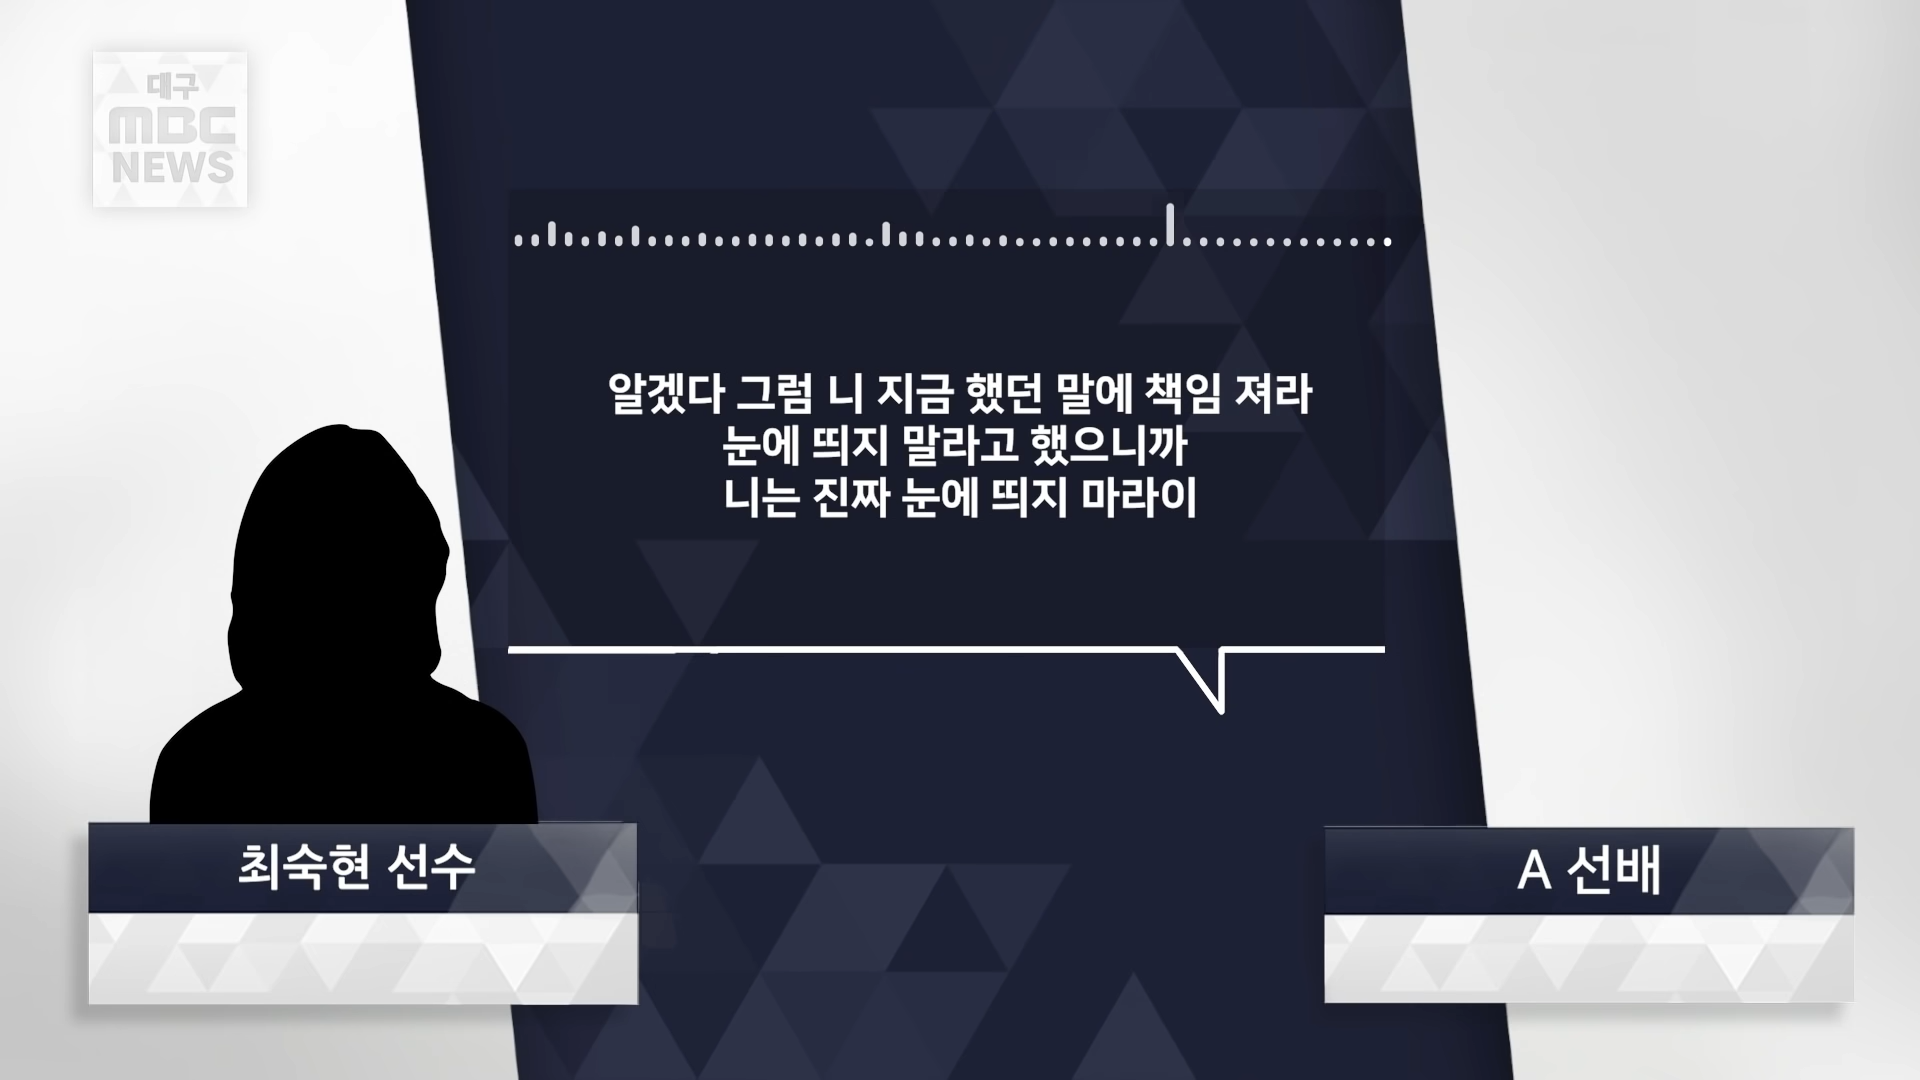 대구
MBC
NEWS
알겠다 그럼 니 지금 했던 말에 책임 져라
눈에 띄지 말라고 했으니까
니는 진짜 눈에 띄지 마라이
최숙현 선수
A 선배